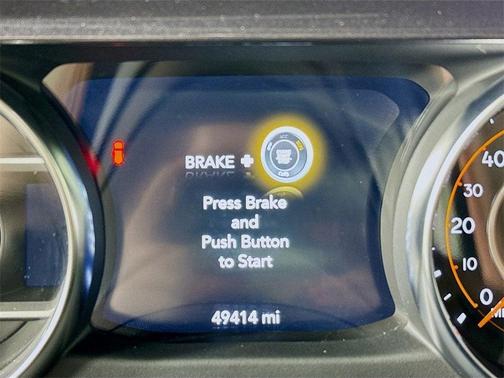 BRAKE +
Press Brake
and
Push Button
to Start
49414 mi
40
30
20
10
0